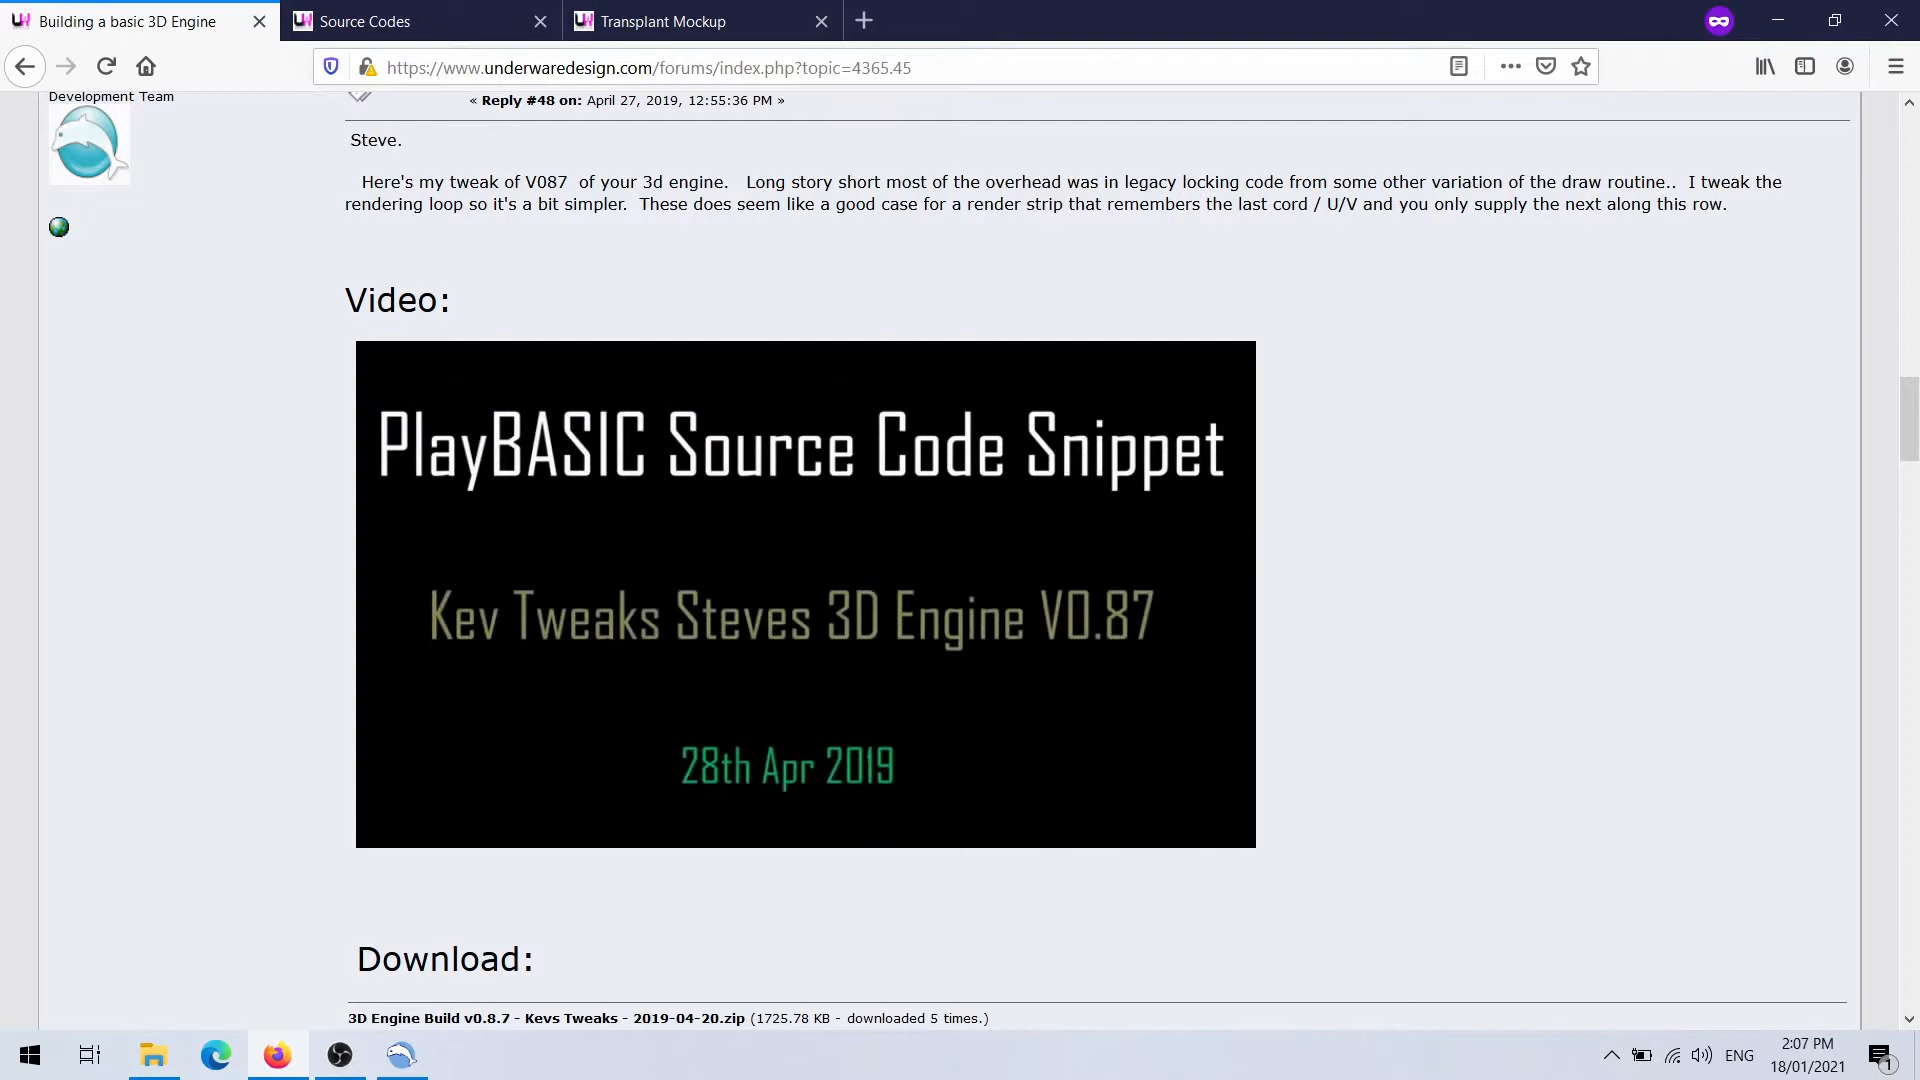 Building a basic 3D Engine
Source Codes
Transplant Mockup
https://www.underwaredesign.com/forums/index.php?topic=4365.45
Development Team
« Reply #48 on: April 27, 2019, 12:55:36 PM »
Steve.
Here's my tweak of V087 of your 3d engine. Long story short most of the overhead was in legacy locking code from some other variation of the draw routine.. I tweak the
rendering loop so it's a bit simpler. These does seem like a good case for a render strip that remembers the last cord / U/V and you only supply the next along this row.
Video:
PlayBASIC Source Code Snippet
Kev Tweaks Steves 3D Engine V0.87
28th Apr 2019
Download:
3D Engine Build v0.8.7 - Kevs Tweaks - 2019-04-20.zip (1725.78 KB - downloaded 5 times.)
ENG
2:07 PM
18/01/2021
1